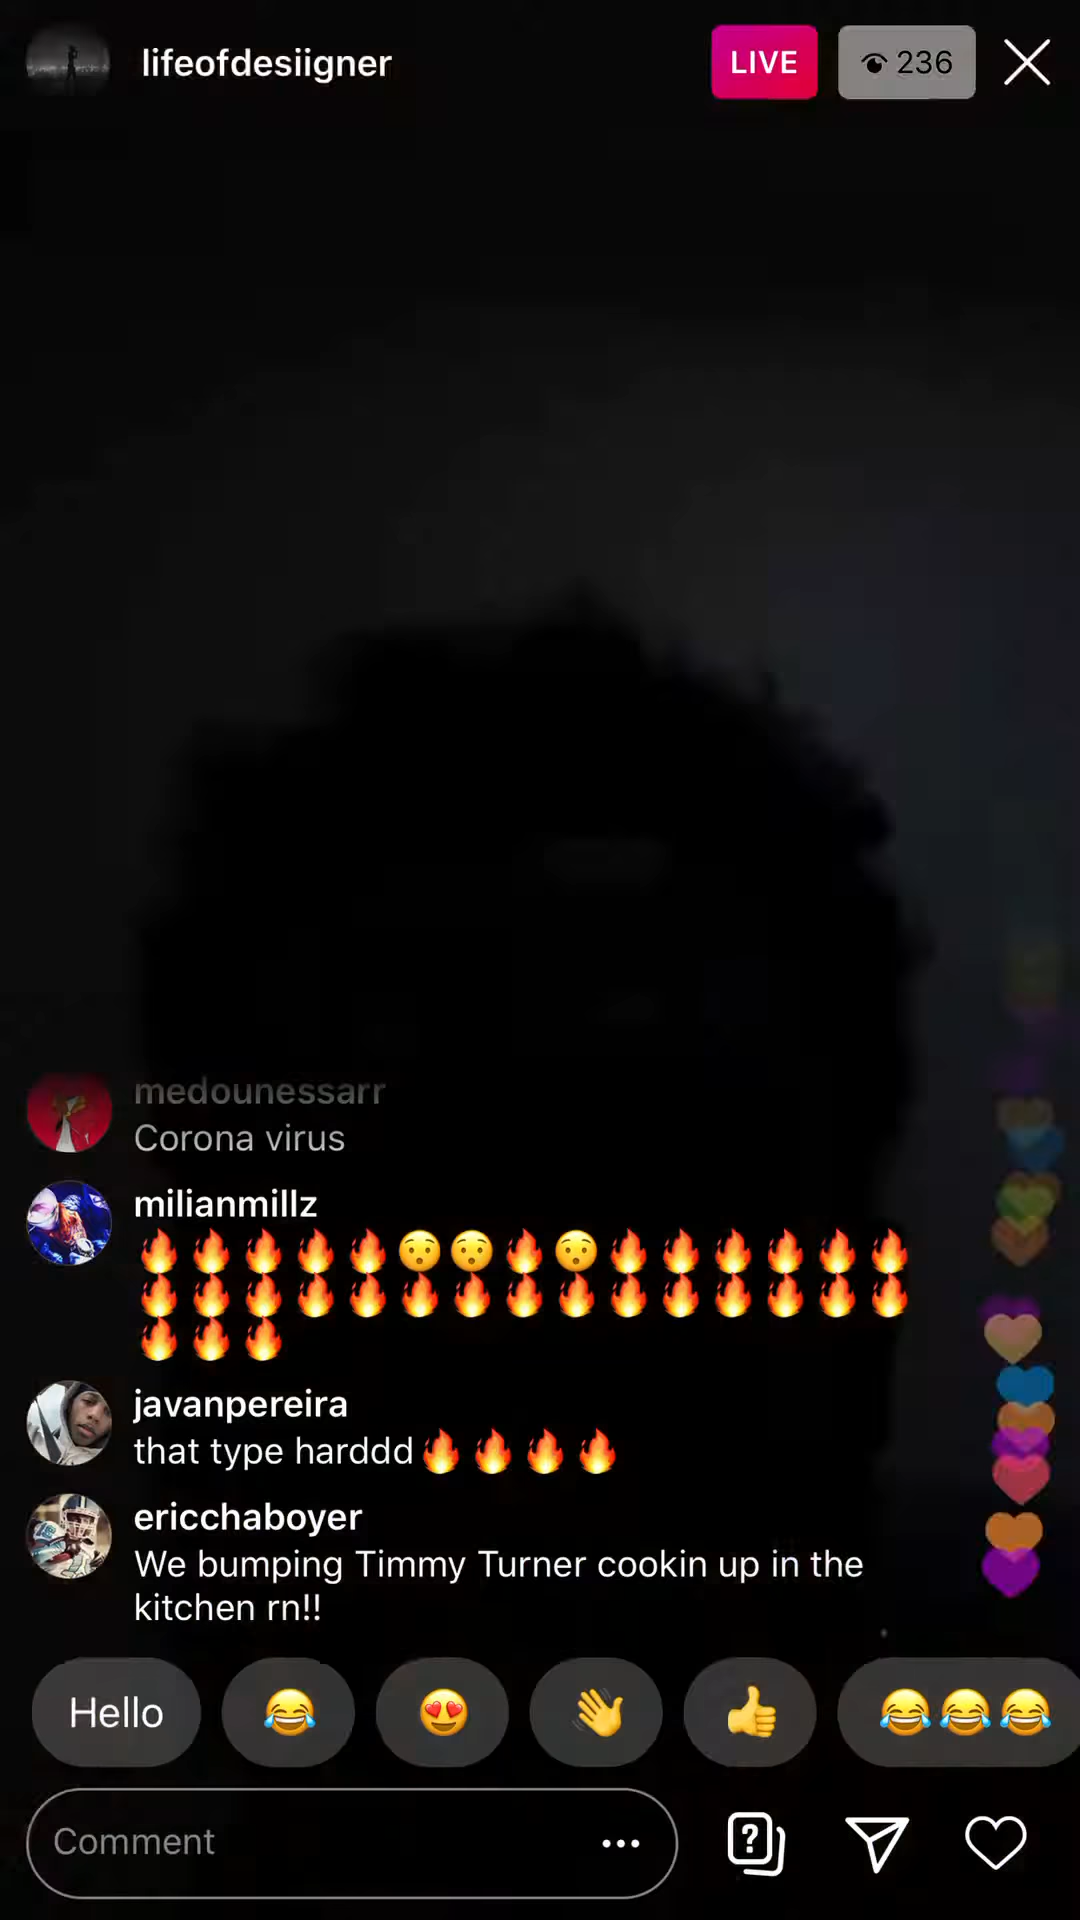 lifeofdesiigner
LIVE
236
medounessarr
Corona virus
milianmillz
🔥🔥🔥🔥🔥😯😯🔥😯🔥🔥🔥🔥🔥🔥
🔥🔥🔥🔥🔥🔥🔥🔥🔥🔥🔥🔥🔥🔥🔥
🔥🔥🔥
javanpereira
that type harddd🔥🔥🔥🔥
ericchaboyer
We bumping Timmy Turner cookin up in the
kitchen rn!!
Hello 😂 😍 👋 👍 😂😂😂
Comment